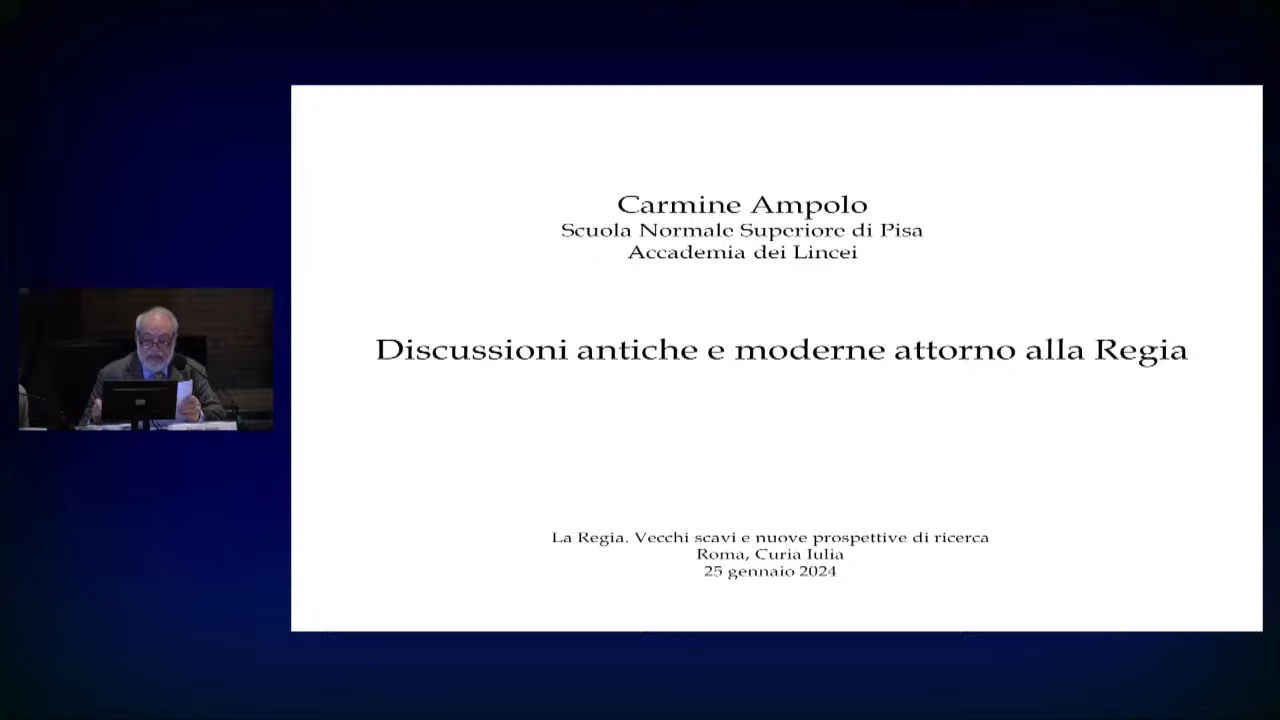 Carmine Ampolo
Scuola Normale Superiore di Pisa
Accademia dei Lincei
Discussioni antiche e moderne attorno alla Regia
La Regia. Vecchi scavi e nuove prospettive di ricerca
Roma, Curia Iulia
25 gennaio 2024